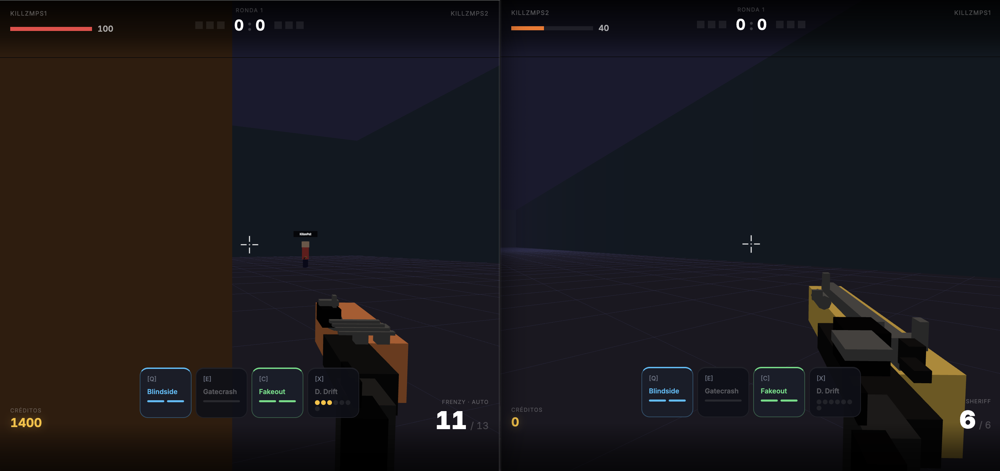 KILLZMPS1
100
RONDA 1
0 : 0
KILLZMPS2
KillzmPs2
[Q]
Blindside
[E]
Gatecrash
[C]
Fakeout
[X]
D. Drift
CRÉDITOS
1400
FRENZY · AUTO
11 / 13
KILLZMPS2
40
RONDA 1
0 : 0
KILLZMPS1
[Q]
Blindside
[E]
Gatecrash
[C]
Fakeout
[X]
D. Drift
CRÉDITOS
0
SHERIFF
6 / 6